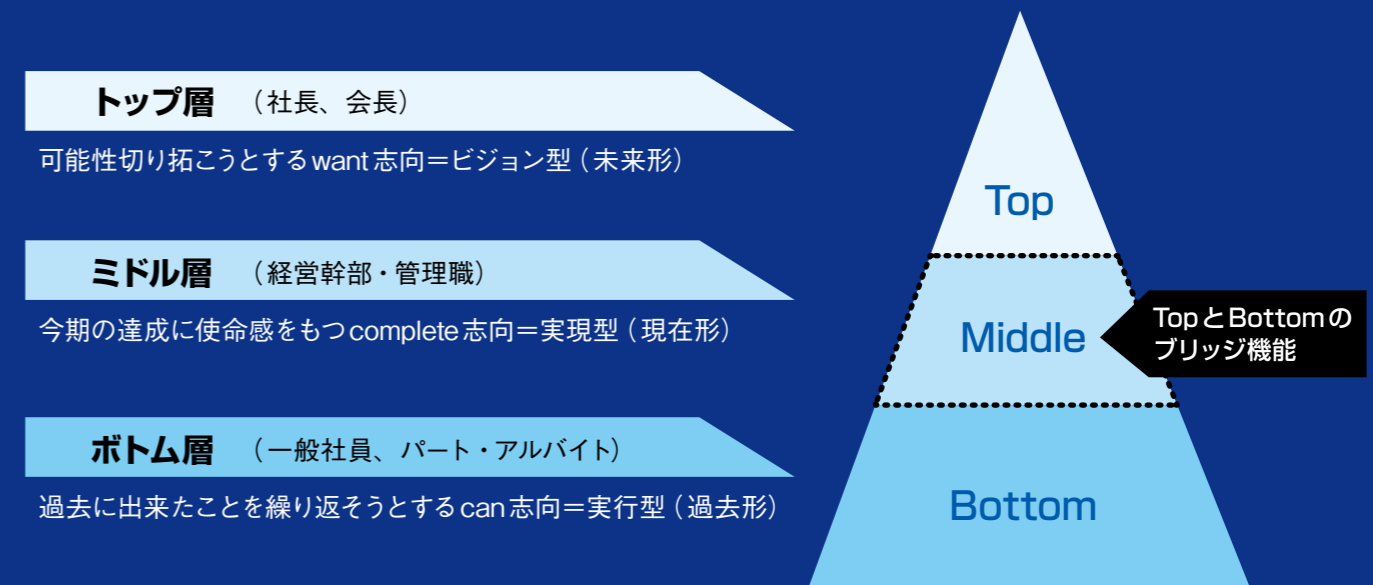 トップ層 （社長、会長）
可能性切り拓こうとするwant志向＝ビジョン型（未来形）
ミドル層 （経営幹部・管理職）
今期の達成に使命感をもつcomplete志向＝実現型（現在形）
ボトム層 （一般社員、パート・アルバイト）
過去に出来たことを繰り返そうとするcan志向＝実行型（過去形）
Top
Middle
TopとBottomの
ブリッジ機能
Bottom